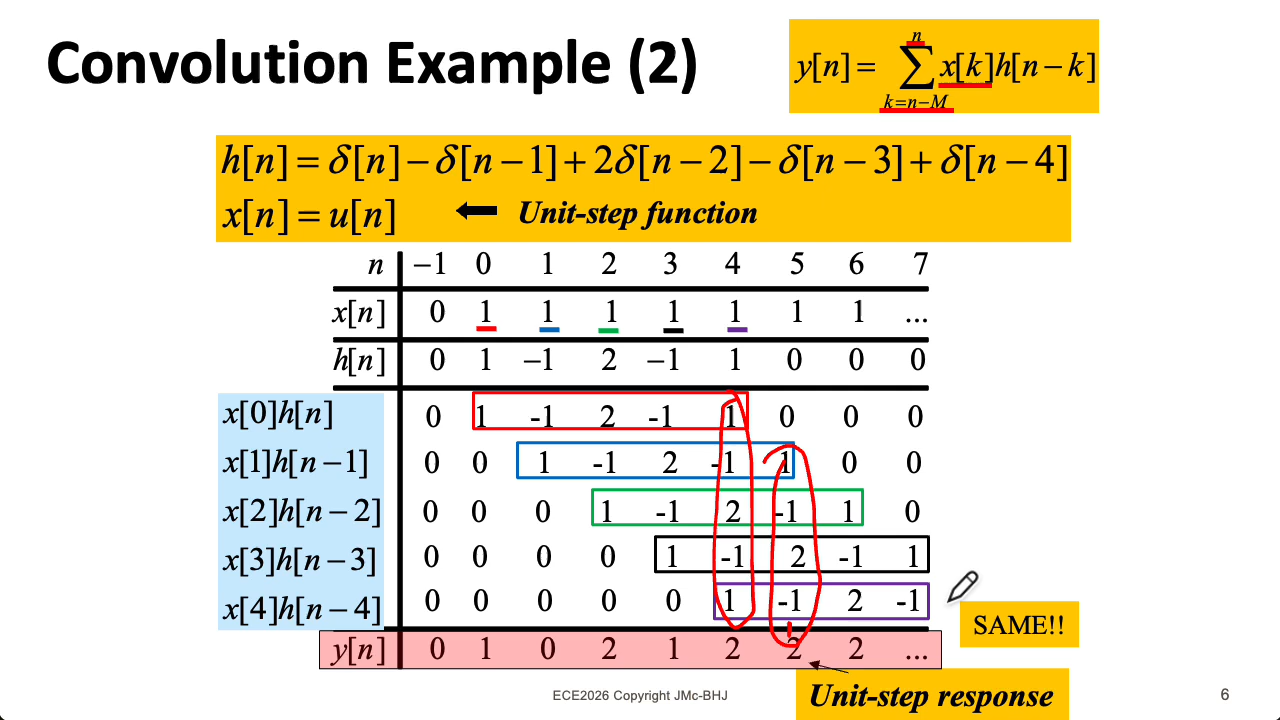 Convolution Example (2)
y[n] = ∑ x[k]h[n − k]
n
k=n−M
h[n] = δ[n] − δ[n − 1] + 2δ[n − 2] − δ[n − 3] + δ[n − 4]
x[n] = u[n] Unit-step function
n −1 0 1 2 3 4 5 6 7
x[n] 0 1 1 1 1 1 1 1 ...
h[n] 0 1 −1 2 −1 1 0 0 0
x[0]h[n] 0 1 -1 2 -1 1 0 0 0
x[1]h[n − 1] 0 0 1 -1 2 -1 1 0 0
x[2]h[n − 2] 0 0 0 1 -1 2 -1 1 0
x[3]h[n − 3] 0 0 0 0 1 -1 2 -1 1
x[4]h[n − 4] 0 0 0 0 0 1 -1 2 -1
SAME!!
y[n] 0 1 0 2 1 2 2 2 ...
Unit-step response
ECE2026 Copyright JMc-BHJ
6